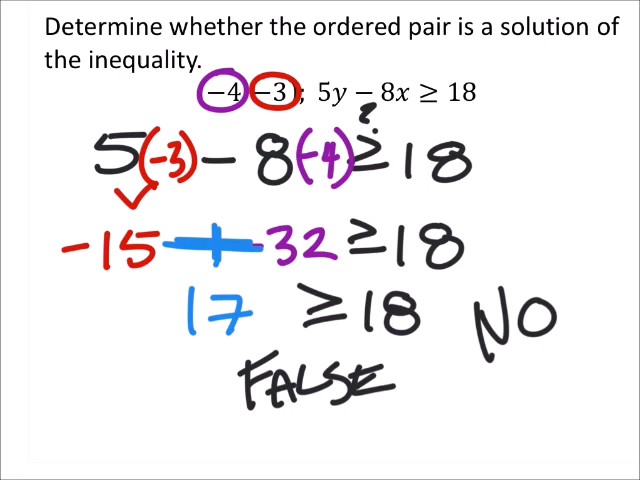 Determine whether the ordered pair is a solution of
the inequality.
−4 −3); 5y − 8x ≥ 18
?
5(-3) - 8(-4) ≥ 18
-15 + 32 ≥ 18
17 ≥ 18 NO
FALSE